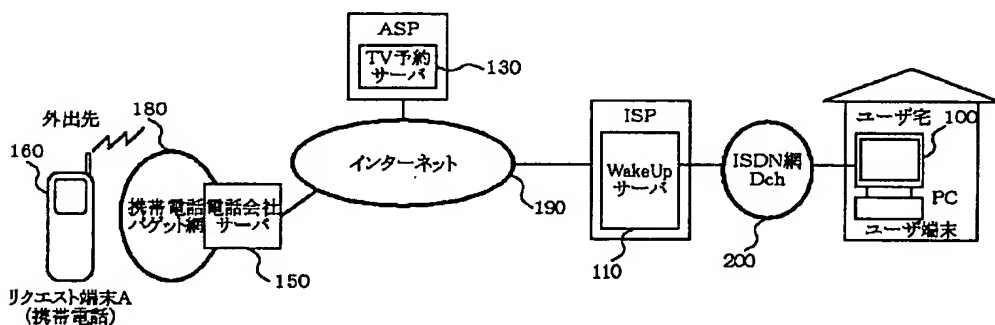 ASP
TV予約
サーバ
130
外出先
160
180
携帯電話
パケット網
電話会社
サーバ
150
インターネット
190
ISP
WakeUp
サーバ
110
ISDN網
Dch
200
ユーザ宅
100
PC
ユーザ端末
リクエスト端末A
(携帯電話)